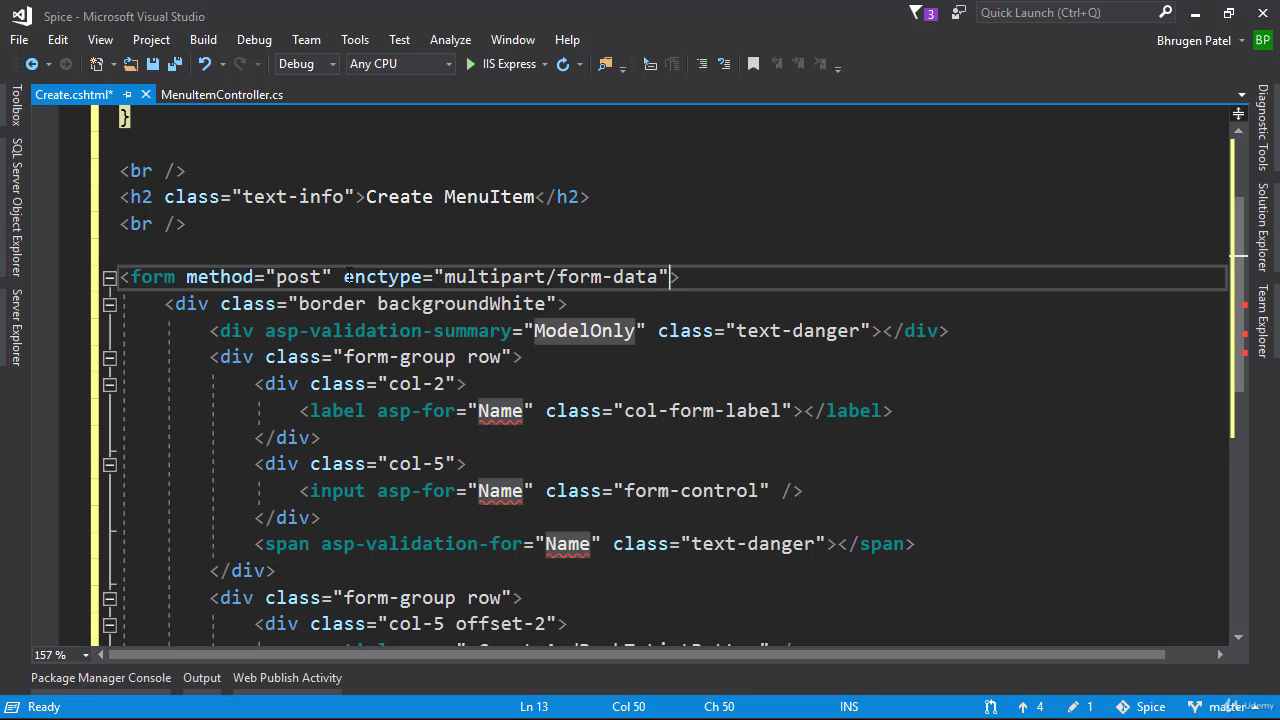 Spice - Microsoft Visual Studio
3
Quick Launch (Ctrl+Q)
File Edit View Project Build Debug Team Tools Test Analyze Window Help
Bhrugen Patel BP
Debug Any CPU IIS Express
Create.cshtml* MenuItemController.cs
Toolbox
SQL Server Object Explorer
Server Explorer
Diagnostic Tools
Solution Explorer
Team Explorer
}
<br />
<h2 class="text-info">Create MenuItem</h2>
<br />
<form method="post" enctype="multipart/form-data">
<div class="border backgroundWhite">
<div asp-validation-summary="ModelOnly" class="text-danger"></div>
<div class="form-group row">
<div class="col-2">
<label asp-for="Name" class="col-form-label"></label>
</div>
<div class="col-5">
<input asp-for="Name" class="form-control" />
</div>
<span asp-validation-for="Name" class="text-danger"></span>
</div>
<div class="form-group row">
<div class="col-5 offset-2">
157 %
Package Manager Console Output Web Publish Activity
Ready Ln 13 Col 50 Ch 50 INS 4 1 Spice master
Udemy